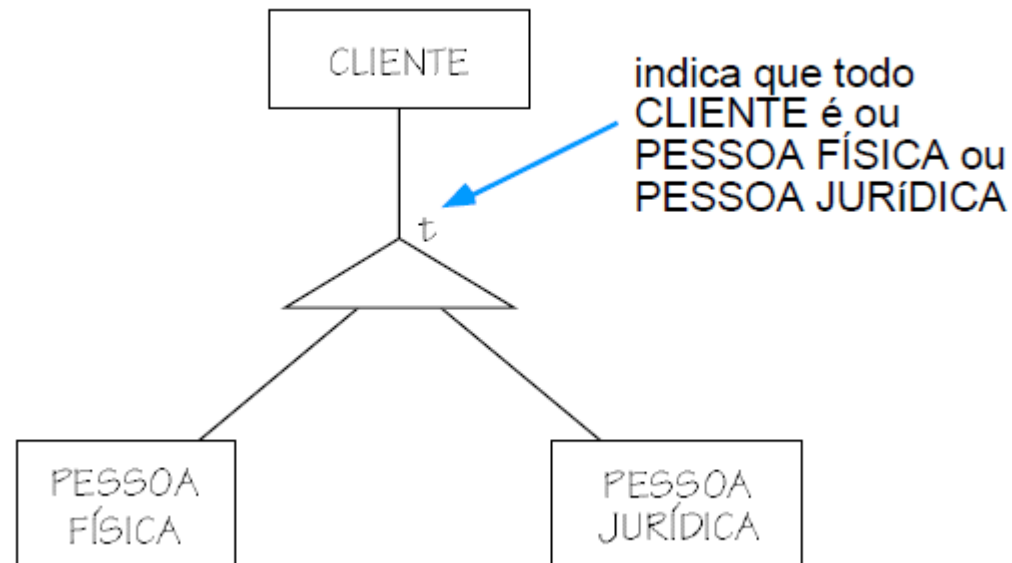 CLIENTE
indica que todo
CLIENTE é ou
PESSOA FÍSICA ou
PESSOA JURíDICA
t
PESSOA
FÍSICA
PESSOA
JURÍDICA